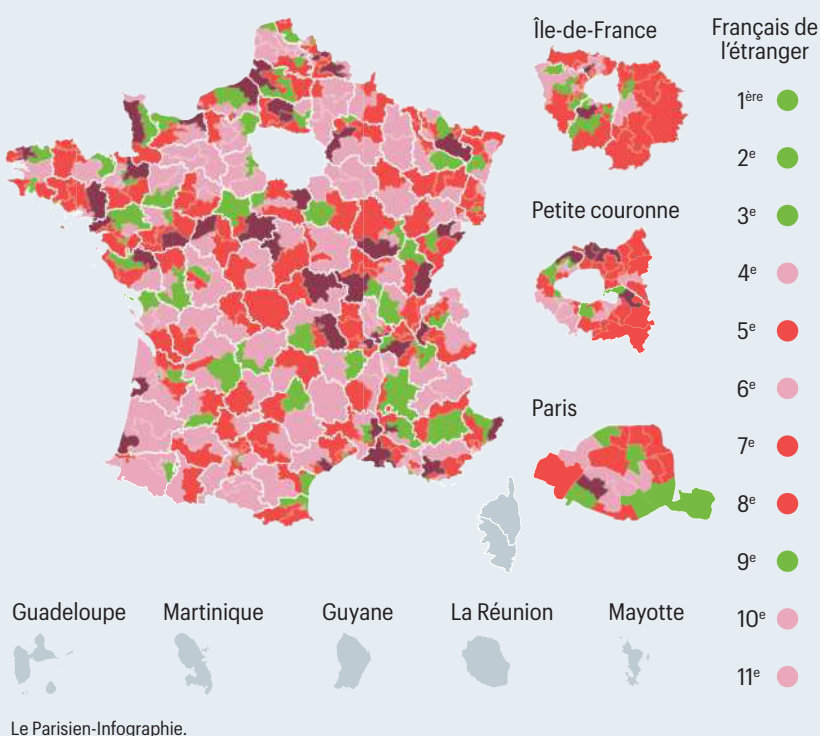 Île-de-France
Français de
l'étranger
1ère
2e
3e
Petite couronne
4e
5e
6e
Paris
7e
8e
9e
Guadeloupe
Martinique
Guyane
La Réunion
Mayotte
10e
11e
Le Parisien-Infographie.